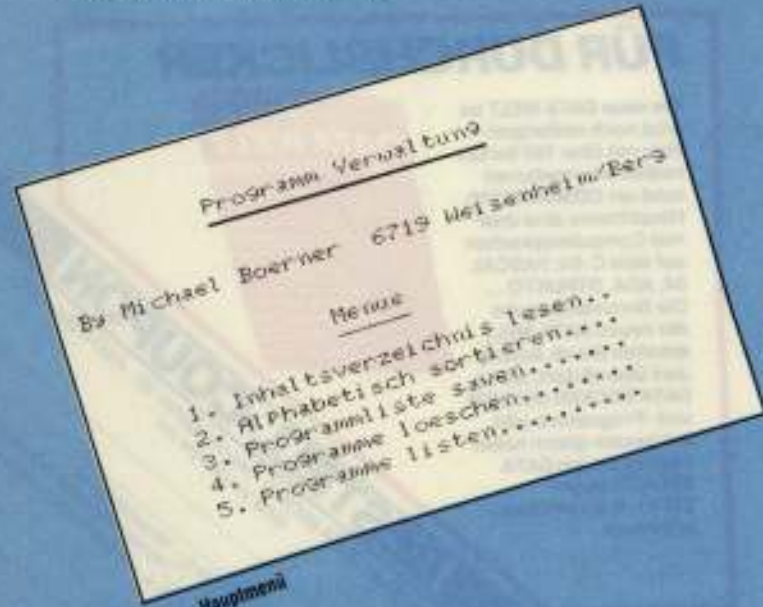 Programm Verwaltung
By Michael Boerner 6719 Weisenheim/Berg
Menue
1. Inhaltsverzeichnis lesen..
2. Alphabetisch sortieren....
3. Programmliste saven.......
4. Programme loeschen........
5. Programme listen..........
Hauptmenü